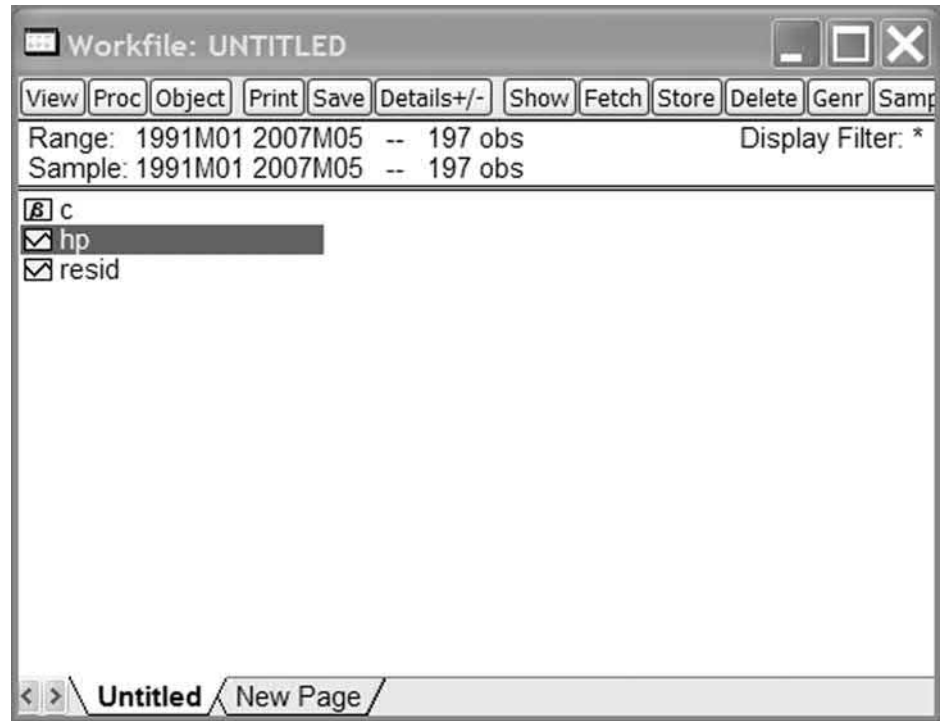 Workfile: UNTITLED
View Proc Object Print Save Details+/- Show Fetch Store Delete Genr Samp
Range: 1991M01 2007M05 -- 197 obs Display Filter: *
Sample: 1991M01 2007M05 -- 197 obs
β c
hp
resid
< > Untitled New Page